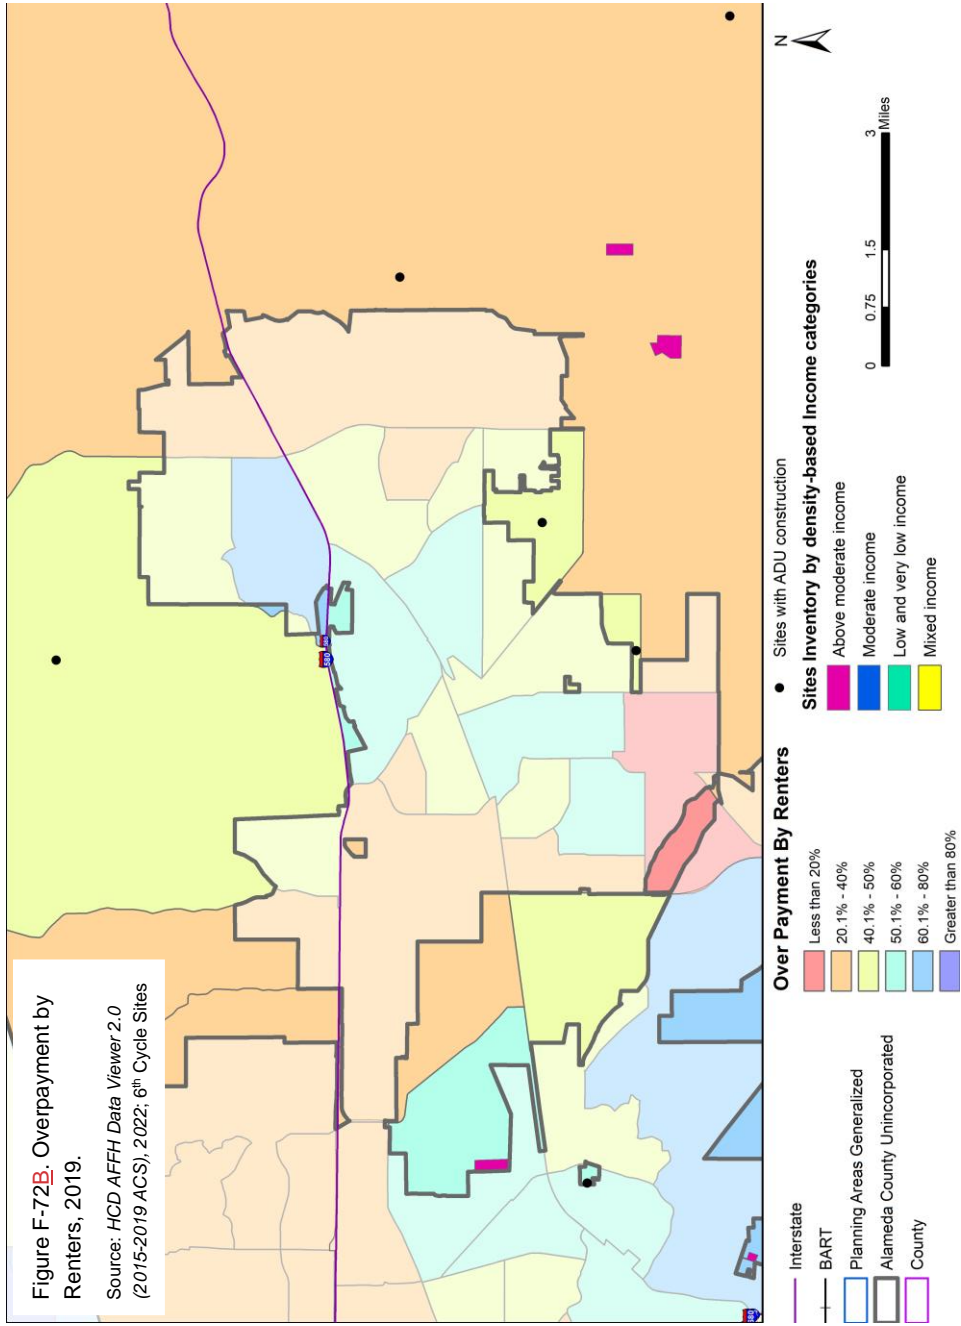 Figure F-72B. Overpayment by
Renters, 2019.
Source: HCD AFFH Data Viewer 2.0
(2015-2019 ACS), 2022; 6th Cycle Sites
580
580
N
Interstate
BART
Planning Areas Generalized
Alameda County Unincorporated
County
Over Payment By Renters
Less than 20%
20.1% - 40%
40.1% - 50%
50.1% - 60%
60.1% - 80%
Greater than 80%
Sites with ADU construction
Sites Inventory by density-based Income categories
Above moderate income
Moderate income
Low and very low income
Mixed income
0 0.75 1.5 3
Miles